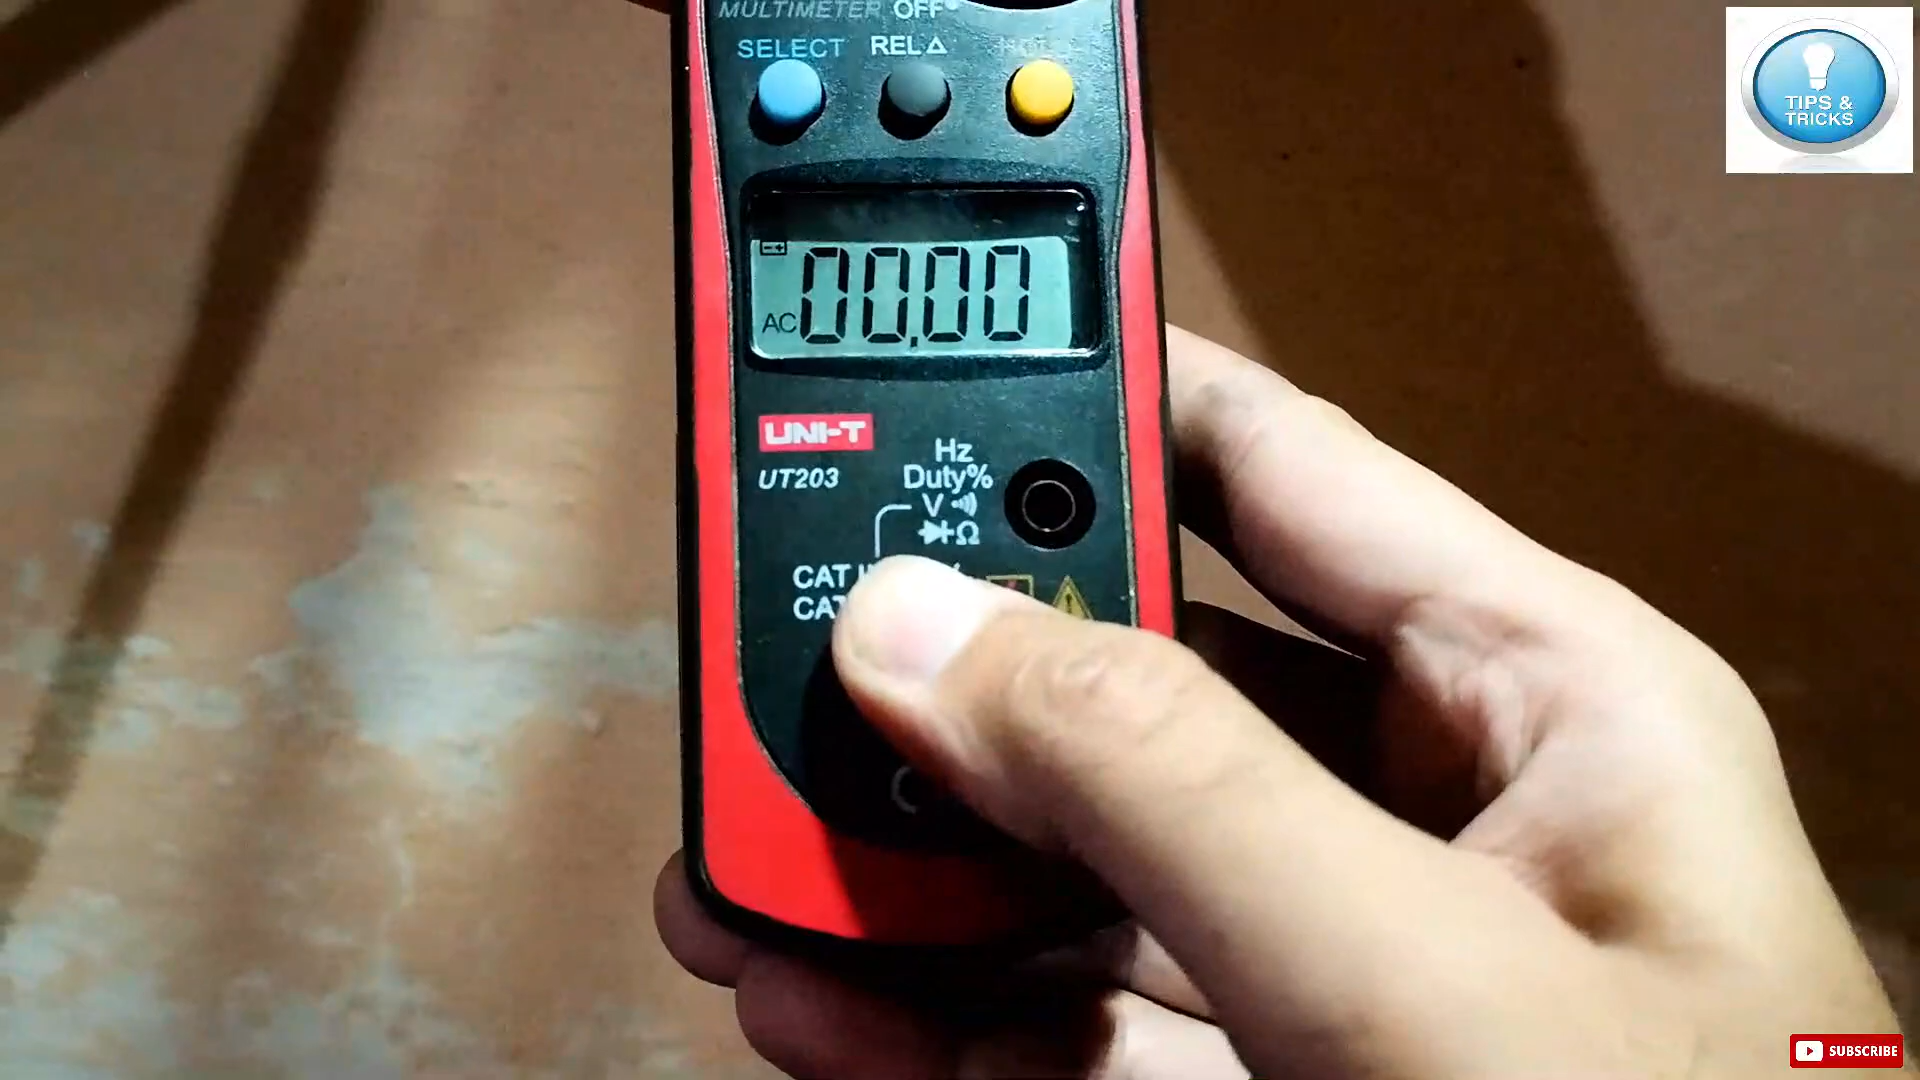 MULTIMETER OFF
SELECT REL△
AC 00.00
UNI-T
UT203
Hz
Duty%
V
Ω
CAT
CAT
TIPS &
TRICKS
SUBSCRIBE